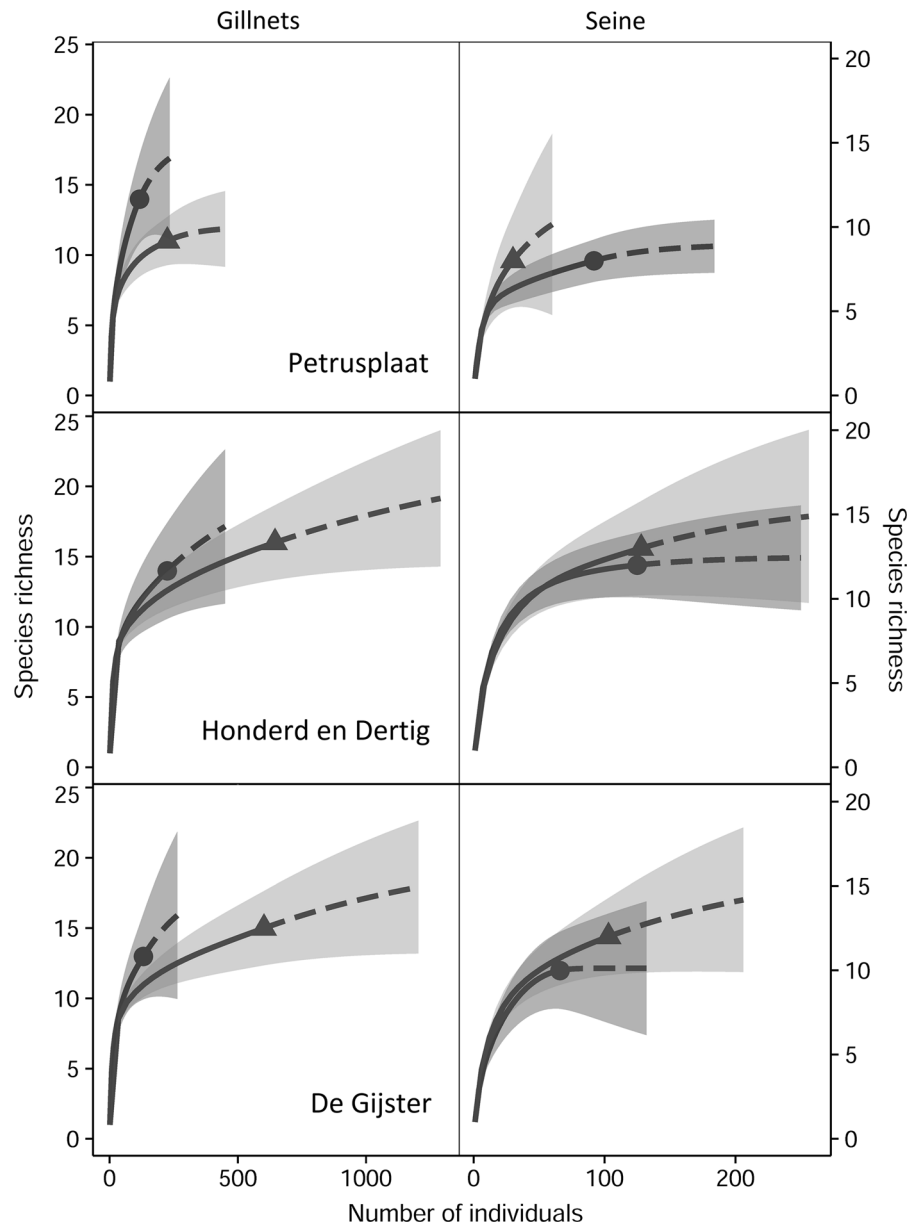 Gillnets Seine
25 20
20 15
15 10
10 5
5 0
0
Petrusplaat
25 20
20 15
15 10
10 5
5 0
0
Honderd en Dertig
25 20
20 15
15 10
10 5
5 0
0
De Gijster
Species richness
Species richness
0 500 1000 0 100 200
Number of individuals